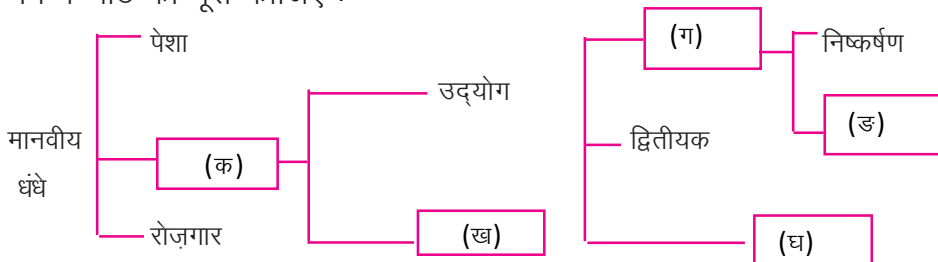 पेशा
(ग)
निष्कर्षण
उद्योग
मानवीय
धंधे
(क)
द्वितीयक
(ङ)
रोज़गार
(ख)
(घ)